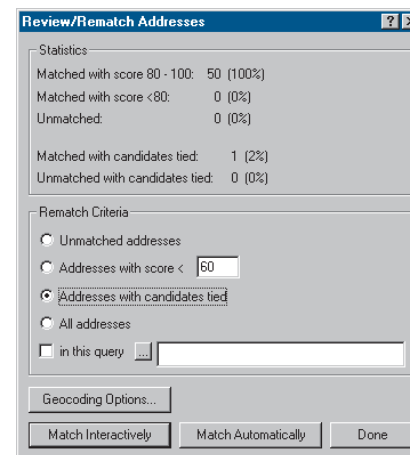 Review/Rematch Addresses
Statistics
Matched with score 80 - 100: 50 (100%)
Matched with score <80: 0 (0%)
Unmatched: 0 (0%)
Matched with candidates tied: 1 (2%)
Unmatched with candidates tied: 0 (0%)
Rematch Criteria
Unmatched addresses
Addresses with score < 60
Addresses with candidates tied
All addresses
in this query ...
Geocoding Options...
Match Interactively Match Automatically Done